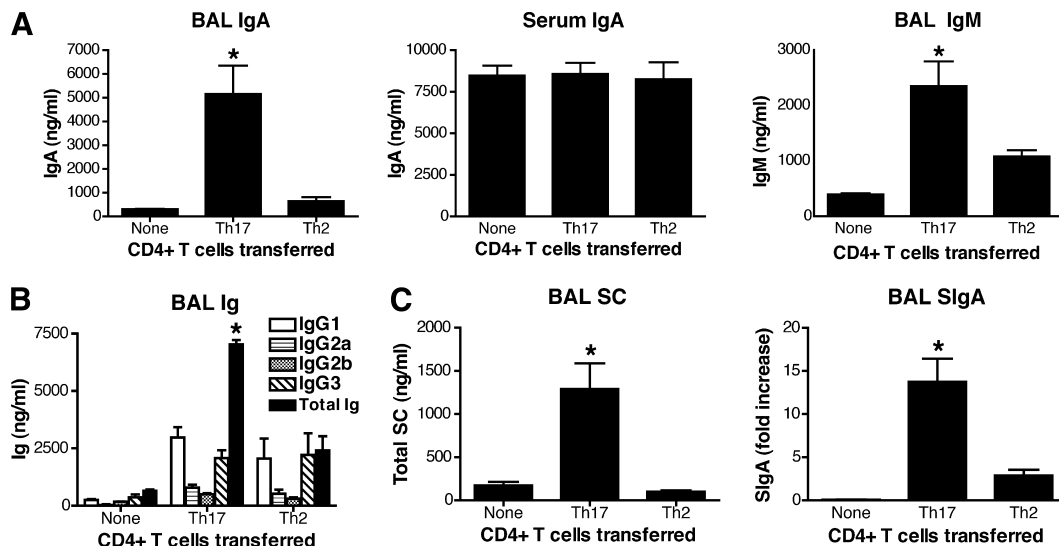 A
BAL IgA
IgA (ng/ml)
7000
6000
5000
4000
3000
2000
1000
0
*
None Th17 Th2
CD4+ T cells transferred
Serum IgA
IgA (ng/ml)
10000
7500
5000
2500
0
None Th17 Th2
CD4+ T cells transferred
BAL IgM
IgM (ng/ml)
3000
2000
1000
0
*
None Th17 Th2
CD4+ T cells transferred
B
BAL Ig
Ig (ng/ml)
7500
5000
2500
0
*
IgG1
IgG2a
IgG2b
IgG3
Total Ig
None Th17 Th2
CD4+ T cells transferred
C
BAL SC
Total SC (ng/ml)
2000
1500
1000
500
0
*
None Th17 Th2
CD4+ T cells transferred
BAL SIgA
SIgA (fold increase)
20
15
10
5
0
*
None Th17 Th2
CD4+ T cells transferred